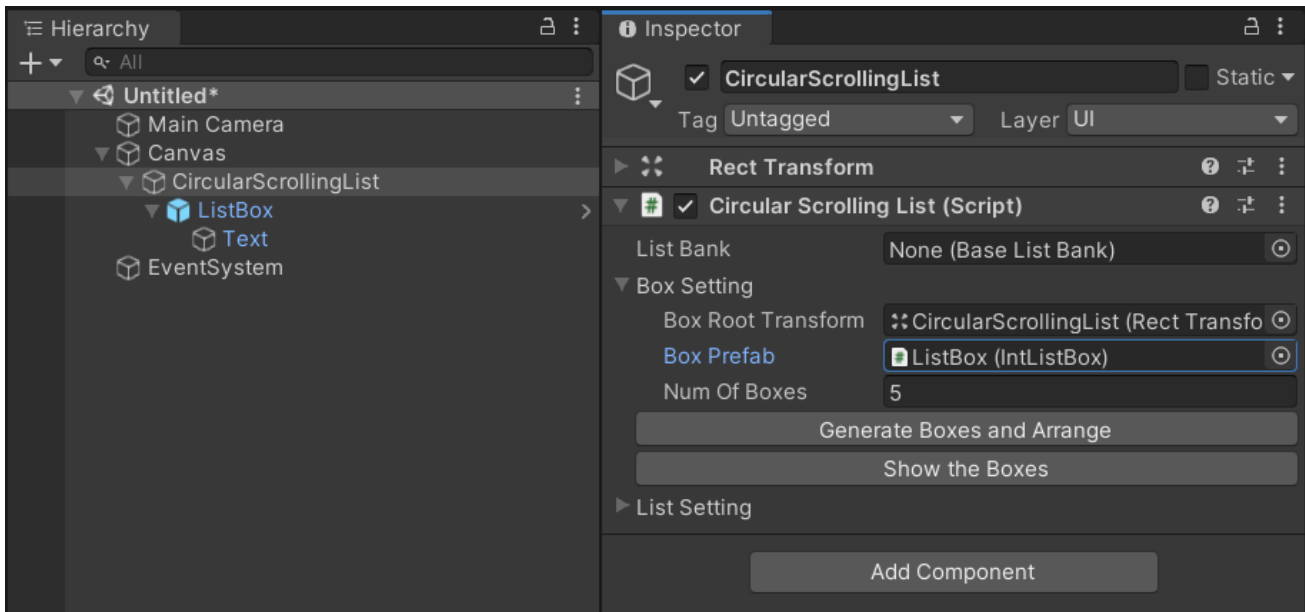 Hierarchy
All
Untitled*
Main Camera
Canvas
CircularScrollingList
ListBox
Text
EventSystem
Inspector
CircularScrollingList
Static
Tag Untagged Layer UI
Rect Transform
Circular Scrolling List (Script)
List Bank None (Base List Bank)
Box Setting
Box Root Transform CircularScrollingList (Rect Transfo
Box Prefab ListBox (IntListBox)
Num Of Boxes 5
Generate Boxes and Arrange
Show the Boxes
List Setting
Add Component